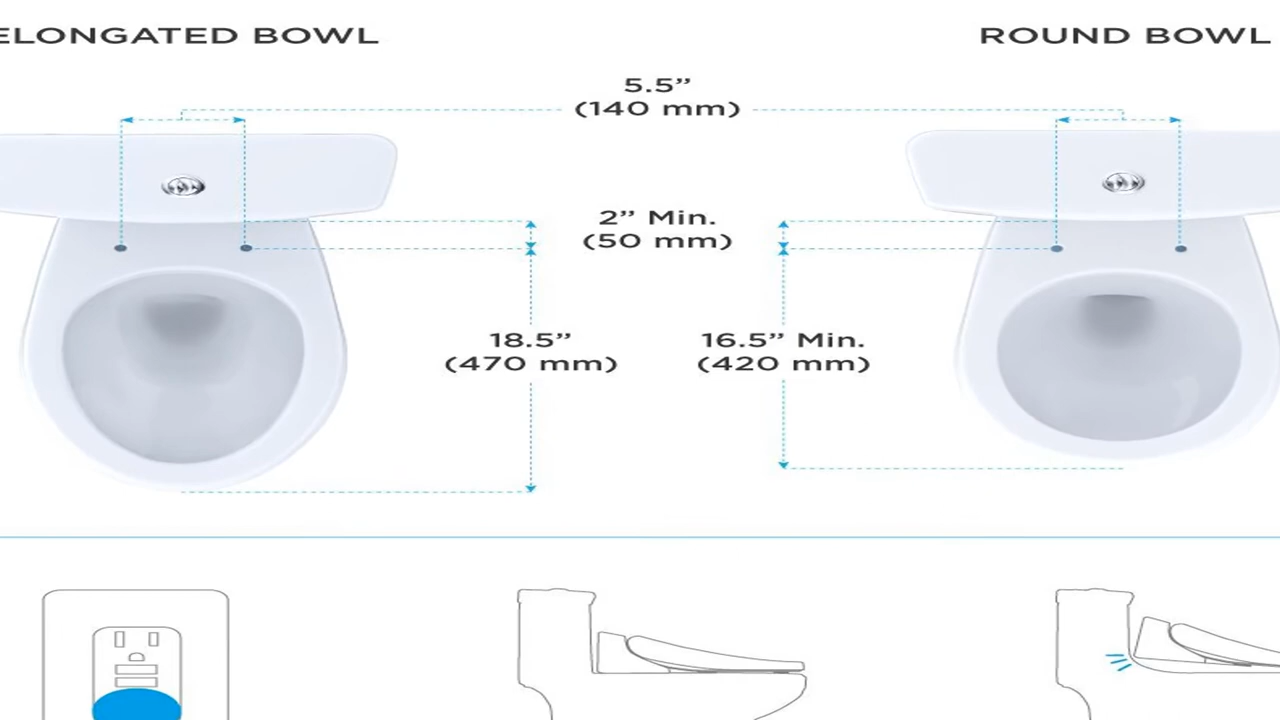 ELONGATED BOWL
ROUND BOWL
5.5”
(140 mm)
2” Min.
(50 mm)
18.5”
(470 mm)
16.5” Min.
(420 mm)